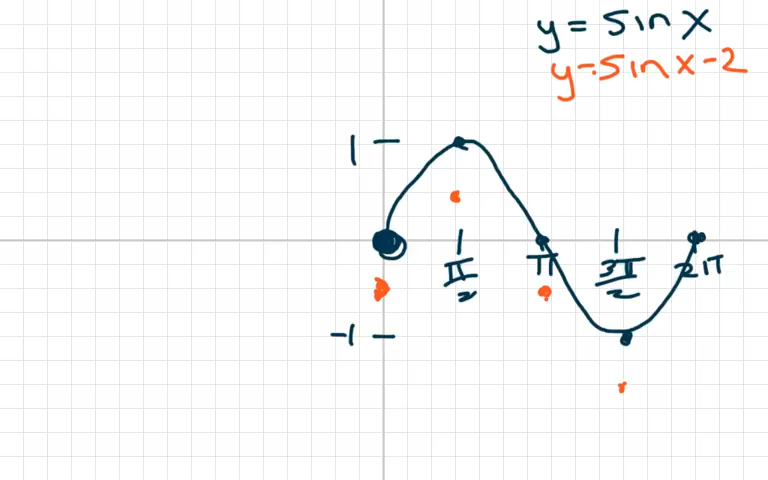 y = sin x
y = sin x - 2
1
π/2
π
3π/2
2π
-1